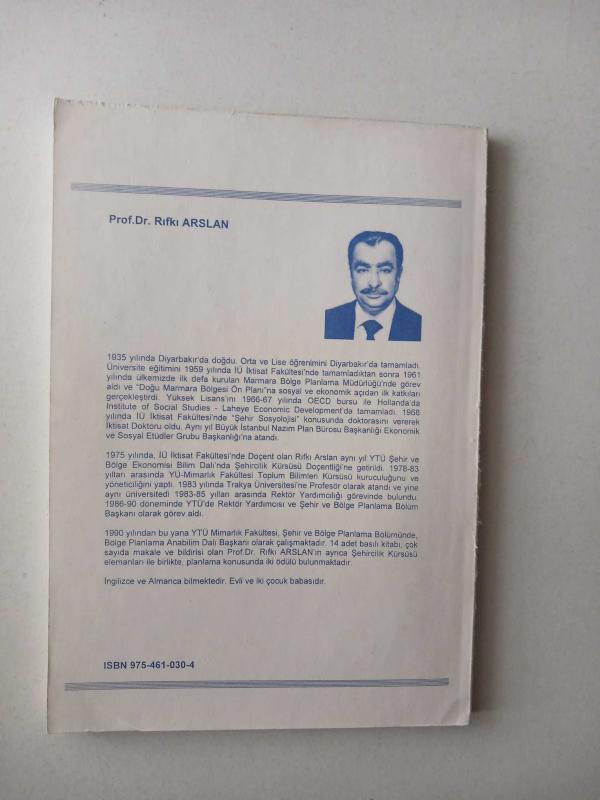 Prof.Dr. Rıfkı ARSLAN
1935 yılında Diyarbakır'da doğdu. Orta ve Lise öğrenimini Diyarbakır'da tamamladı.
Üniversite eğitimini 1959 yılında İÜ İktisat Fakültesi'nde tamamladıktan sonra 1961
yılında ülkemizde ilk defa kurulan Marmara Bölge Planlama Müdürlüğü'nde görev
aldı ve "Doğu Marmara Bölgesi Ön Planı"na sosyal ve ekonomik açıdan ilk katkıları
gerçekleştirdi. Yüksek Lisans'ını 1966-67 yılında OECD bursu ile Hollanda'da
Institute of Social Studies - Laheye Economic Development'da tamamladı. 1968
yılında İÜ İktisat Fakültesi'nde "Şehir Sosyolojisi" konusunda doktorasını vererek
İktisat Doktoru oldu. Aynı yıl Büyük İstanbul Nazım Plan Bürosu Başkanlığı Ekonomik
ve Sosyal Etüdler Grubu Başkanlığı'na atandı.
1975 yılında, İÜ İktisat Fakültesi'nde Doçent olan Rıfkı Arslan aynı yıl YTÜ Şehir ve
Bölge Ekonomisi Bilim Dalı'nda Şehircilik Kürsüsü Doçentliği'ne getirildi. 1978-83
yılları arasında YÜ-Mimarlık Fakültesi Toplum Bilimleri Kürsüsü kuruculuğunu ve
yöneticiliğini yaptı. 1983 yılında Trakya Üniversitesi'ne Profesör olarak atandı ve yine
aynı üniversitedi 1983-85 yılları arasında Rektör Yardımcılığı görevinde bulundu.
1986-90 döneminde YTÜ'de Rektör Yardımcısı ve Şehir ve Bölge Planlama Bölüm
Başkanı olarak görev aldı.
1990 yılından bu yana YTÜ Mimarlık Fakültesi, Şehir ve Bölge Planlama Bölümünde,
Bölge Planlama Anabilim Dalı Başkanı olarak çalışmaktadır. 14 adet basılı kitabı, çok
sayıda makale ve bildirisi olan Prof.Dr. Rıfkı ARSLAN'ın ayrıca Şehircilik Kürsüsü
elemanları ile birlikte, planlama konusunda iki ödülü bulunmaktadır.
İngilizce ve Almanca bilmektedir. Evli ve iki çocuk babasıdır.
ISBN 975-461-030-4